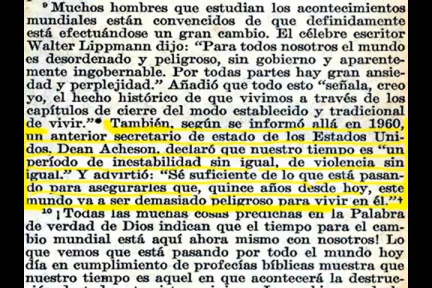 ⁹ Muchos hombres que estudian los acontecimientos
mundiales están convencidos de que definidamente
está efectuándose un gran cambio. El célebre escritor
Walter Lippmann dijo: “Para todos nosotros el mundo
es desordenado y peligroso, sin gobierno y aparente-
mente ingobernable. Por todas partes hay gran ansie-
dad y perplejidad.” Añadió que todo esto “señala, creo
yo, el hecho histórico de que vivimos a través de los
capítulos de cierre del modo establecido y tradicional
de vivir.”* También, según se informó allá en 1960,
un anterior secretario de estado de los Estados Uni-
dos. Dean Acheson, declaró que nuestro tiempo es “un
período de inestabilidad sin igual, de violencia sin
igual.” Y advirtió: “Sé suficiente de lo que está pasan-
do para asegurarles que, quince años desde hoy, este
mundo va a ser demasiado peligroso para vivir en él.”†
¹⁰ ¡Todas las muchas cosas predichas en la Palabra
de verdad de Dios indican que el tiempo para el cam-
bio mundial está aquí ahora mismo con nosotros! Lo
que vemos que está pasando por todo el mundo hoy
día en cumplimiento de profecías bíblicas muestra que
nuestro tiempo es aquel en que acontecerá la destruc-